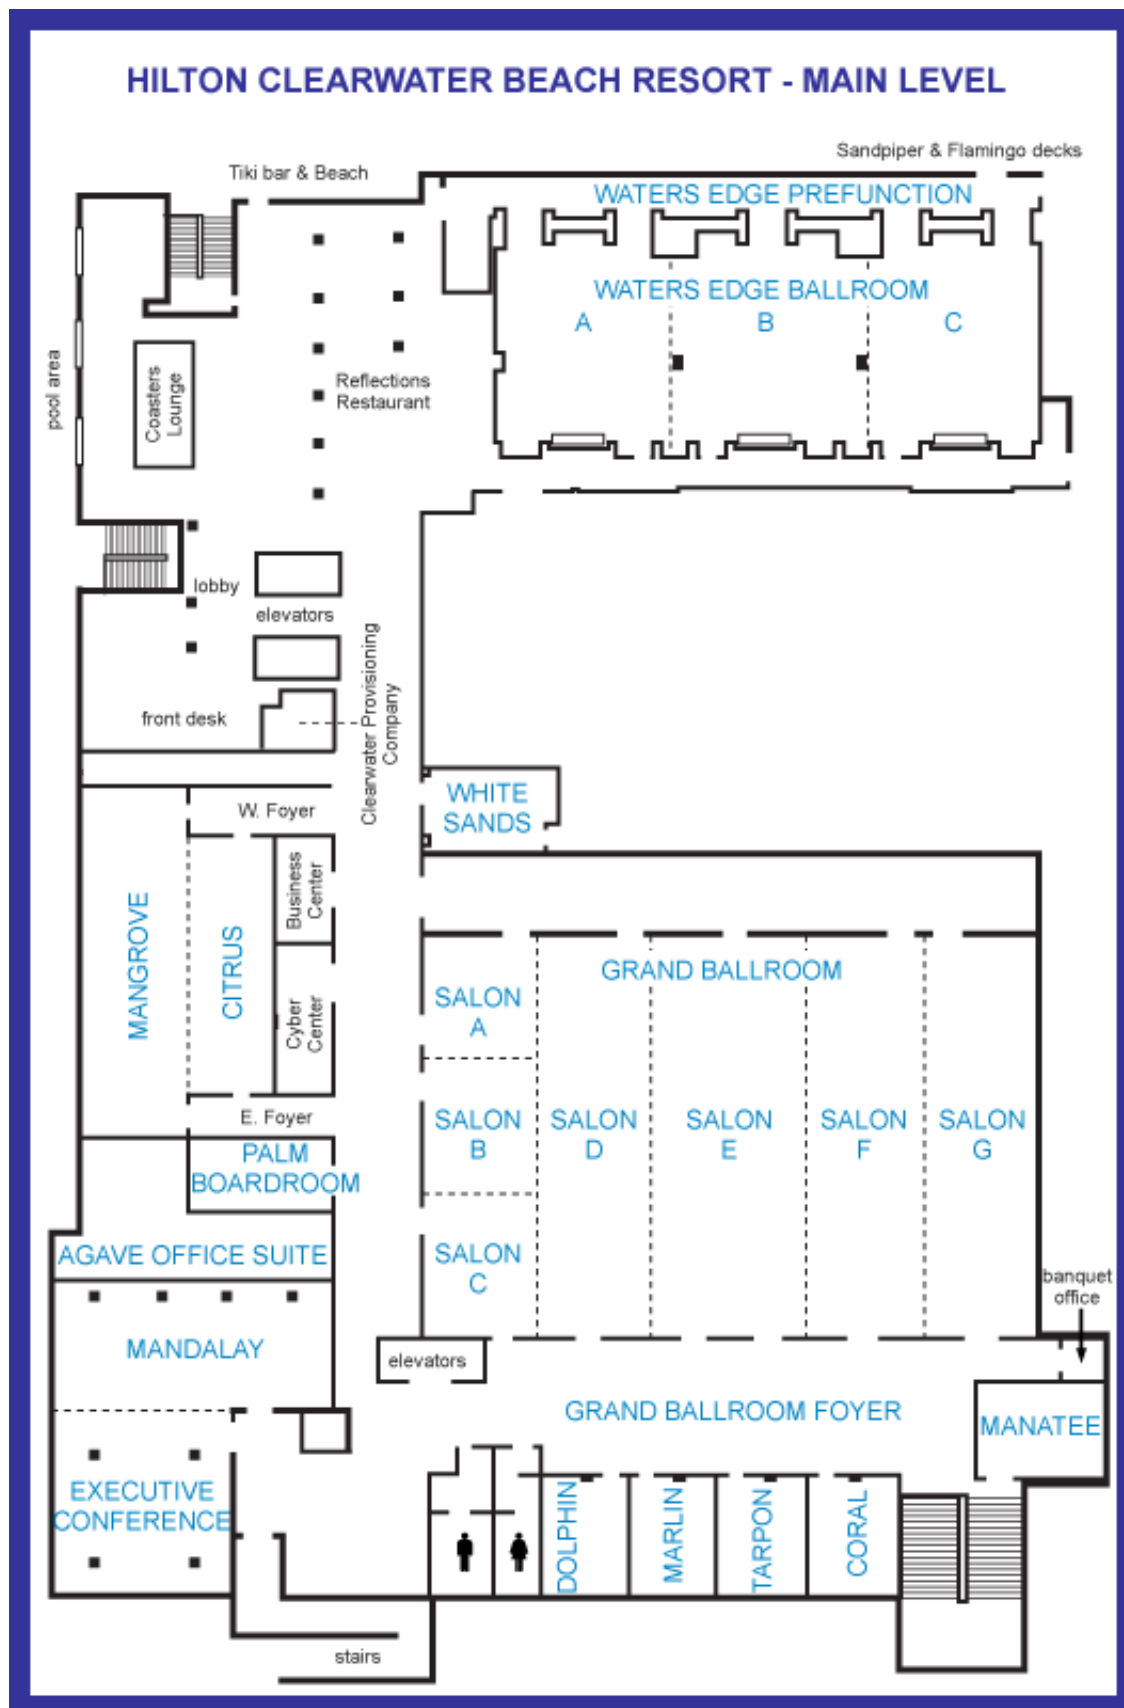 HILTON CLEARWATER BEACH RESORT - MAIN LEVEL
Sandpiper & Flamingo decks
Tiki bar & Beach
WATERS EDGE PREFUNCTION
WATERS EDGE BALLROOM
A
B
C
pool area
Coasters
Lounge
Reflections
Restaurant
lobby
elevators
Clearwater Provisioning
Company
front desk
WHITE
SANDS
W. Foyer
Business
Center
MANGROVE
CITRUS
Cyber
Center
GRAND BALLROOM
SALON
A
E. Foyer
SALON
B
SALON
D
SALON
E
SALON
F
SALON
G
PALM
BOARDROOM
AGAVE OFFICE SUITE
SALON
C
banquet
office
MANDALAY
elevators
GRAND BALLROOM FOYER
MANATEE
EXECUTIVE
CONFERENCE
DOLPHIN
MARLIN
TARPON
CORAL
stairs